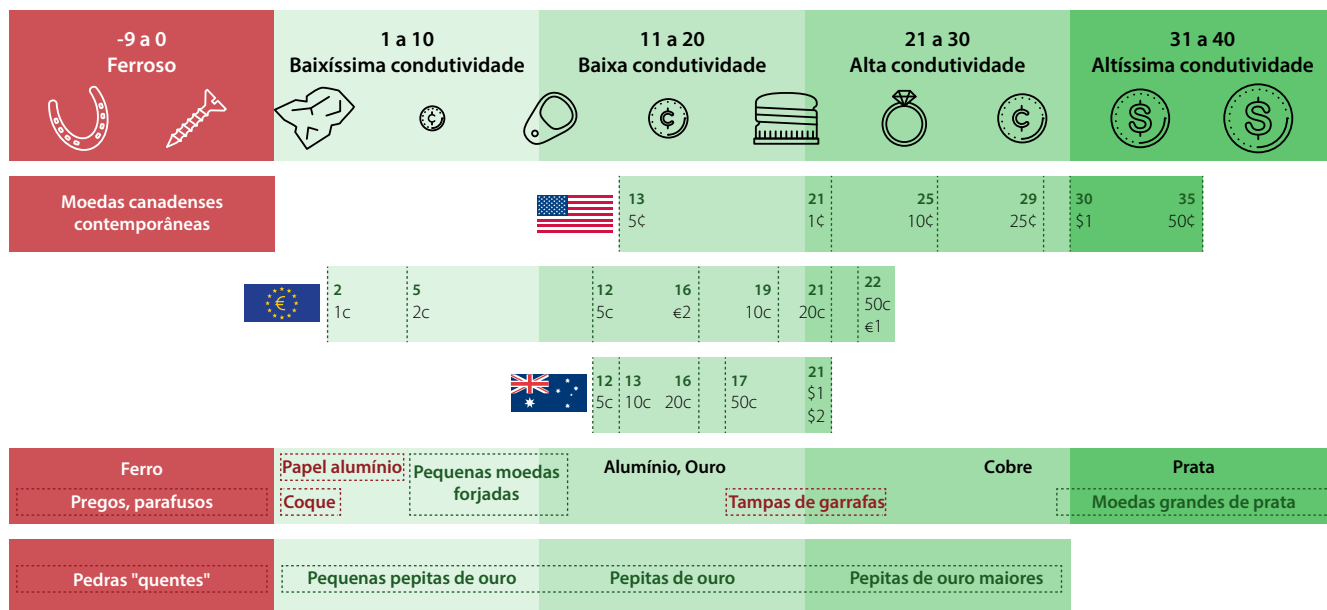 -9 a 0
Ferroso
1 a 10
Baixíssima condutividade
11 a 20
Baixa condutividade
21 a 30
Alta condutividade
31 a 40
Altíssima condutividade
¢
¢
¢
$
$
Moedas canadenses
contemporâneas
13
5¢
21
1¢
25
10¢
29
25¢
30
$1
35
50¢
€
2
1c
5
2c
12
5c
16
€2
19
10c
21
20c
22
50c
€1
12
5c
13
10c
16
20c
17
50c
21
$1
$2
Ferro
Pregos, parafusos
Papel alumínio
Coque
Pequenas moedas
forjadas
Alumínio, Ouro
Tampas de garrafas
Cobre
Prata
Moedas grandes de prata
Pedras "quentes"
Pequenas pepitas de ouro
Pepitas de ouro
Pepitas de ouro maiores